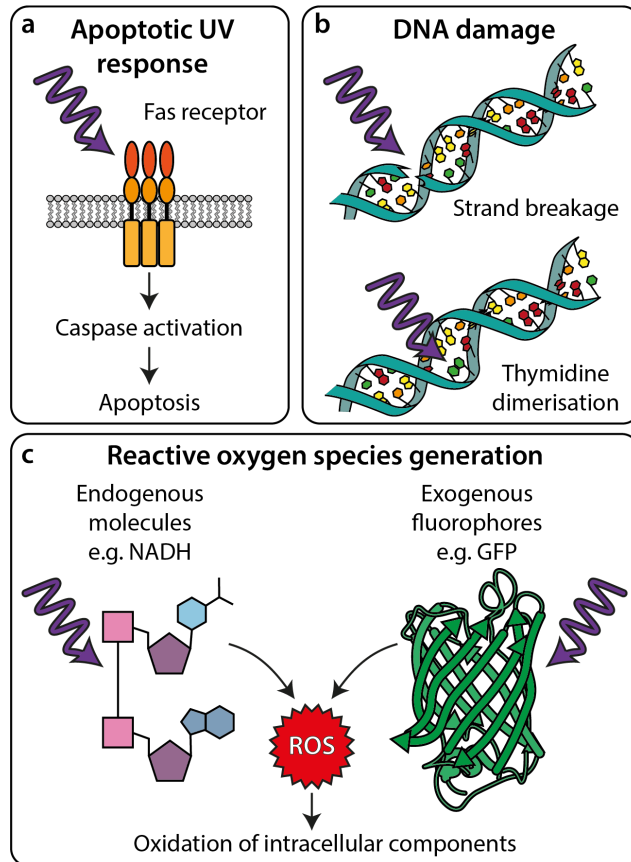 a
Apoptotic UV
response
Fas receptor
Caspase activation
Apoptosis
b
DNA damage
Strand breakage
Thymidine
dimerisation
c
Reactive oxygen species generation
Endogenous
molecules
e.g. NADH
Exogenous
fluorophores
e.g. GFP
ROS
Oxidation of intracellular components